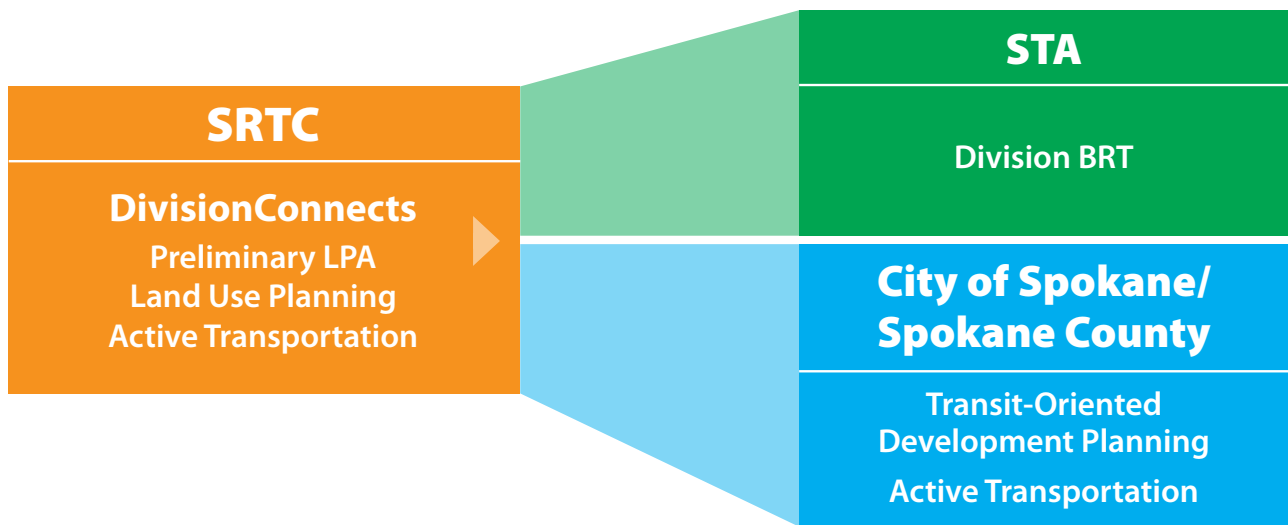 SRTC
DivisionConnects
Preliminary LPA
Land Use Planning
Active Transportation
STA
Division BRT
City of Spokane/
Spokane County
Transit-Oriented
Development Planning
Active Transportation